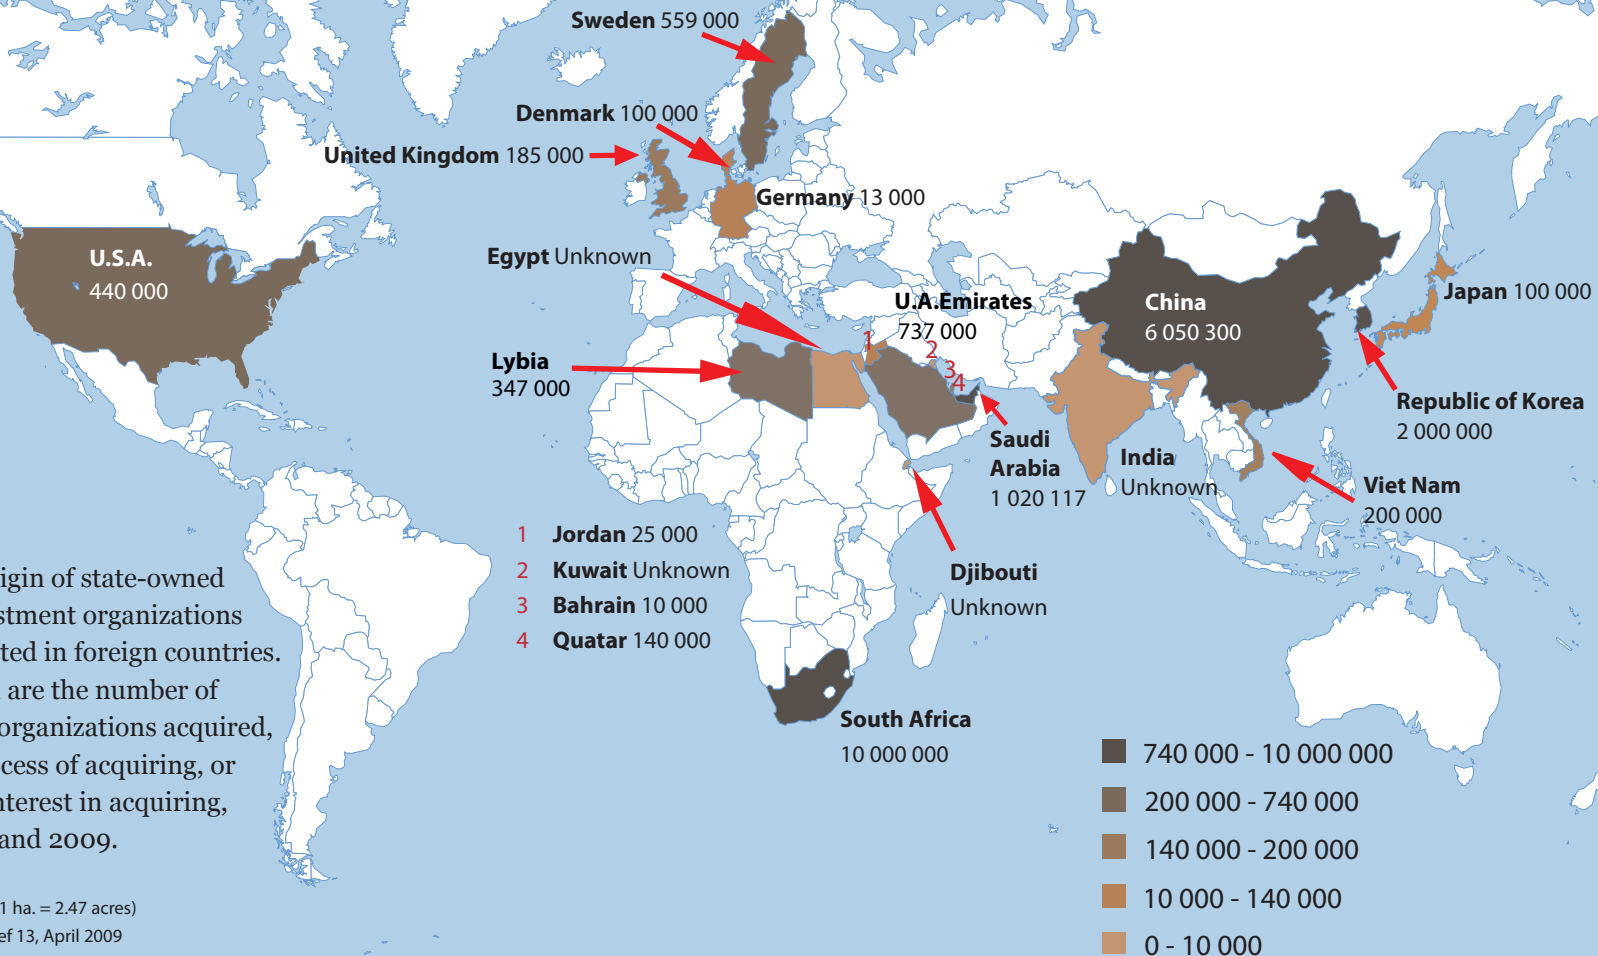 Sweden 559 000
Denmark 100 000
United Kingdom 185 000
Germany 13 000
Egypt Unknown
U.S.A.
440 000
U.A.Emirates
737 000
China
6 050 300
Japan 100 000
Lybia
347 000
1
2
3
4
Republic of Korea
2 000 000
Saudi
Arabia
1 020 117
India
Unknown
Viet Nam
200 000
1 Jordan 25 000
2 Kuwait Unknown
3 Bahrain 10 000
4 Quatar 140 000
Djibouti
Unknown
South Africa
10 000 000
igin of state-owned
stment organizations
ted in foreign countries.
are the number of
organizations acquired,
cess of acquiring, or
nterest in acquiring,
and 2009.
1 ha. = 2.47 acres)
ef 13, April 2009
740 000 - 10 000 000
200 000 - 740 000
140 000 - 200 000
10 000 - 140 000
0 - 10 000